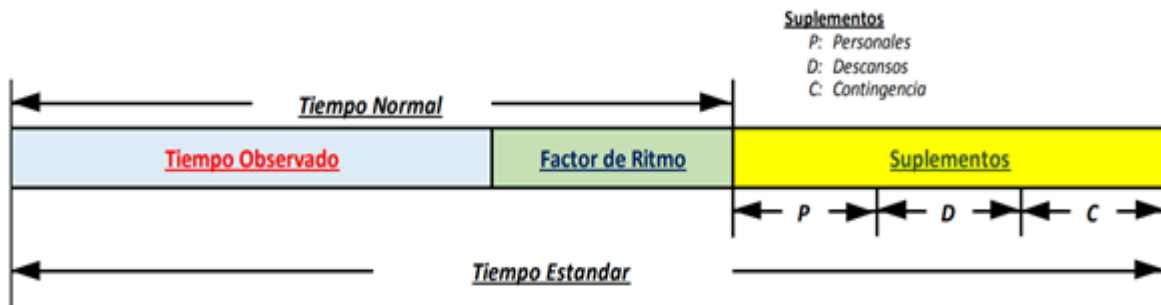 Suplementos
P: Personales
D: Descansos
C: Contingencia
Tiempo Normal
Tiempo Observado
Factor de Ritmo
Suplementos
P
D
C
Tiempo Estandar